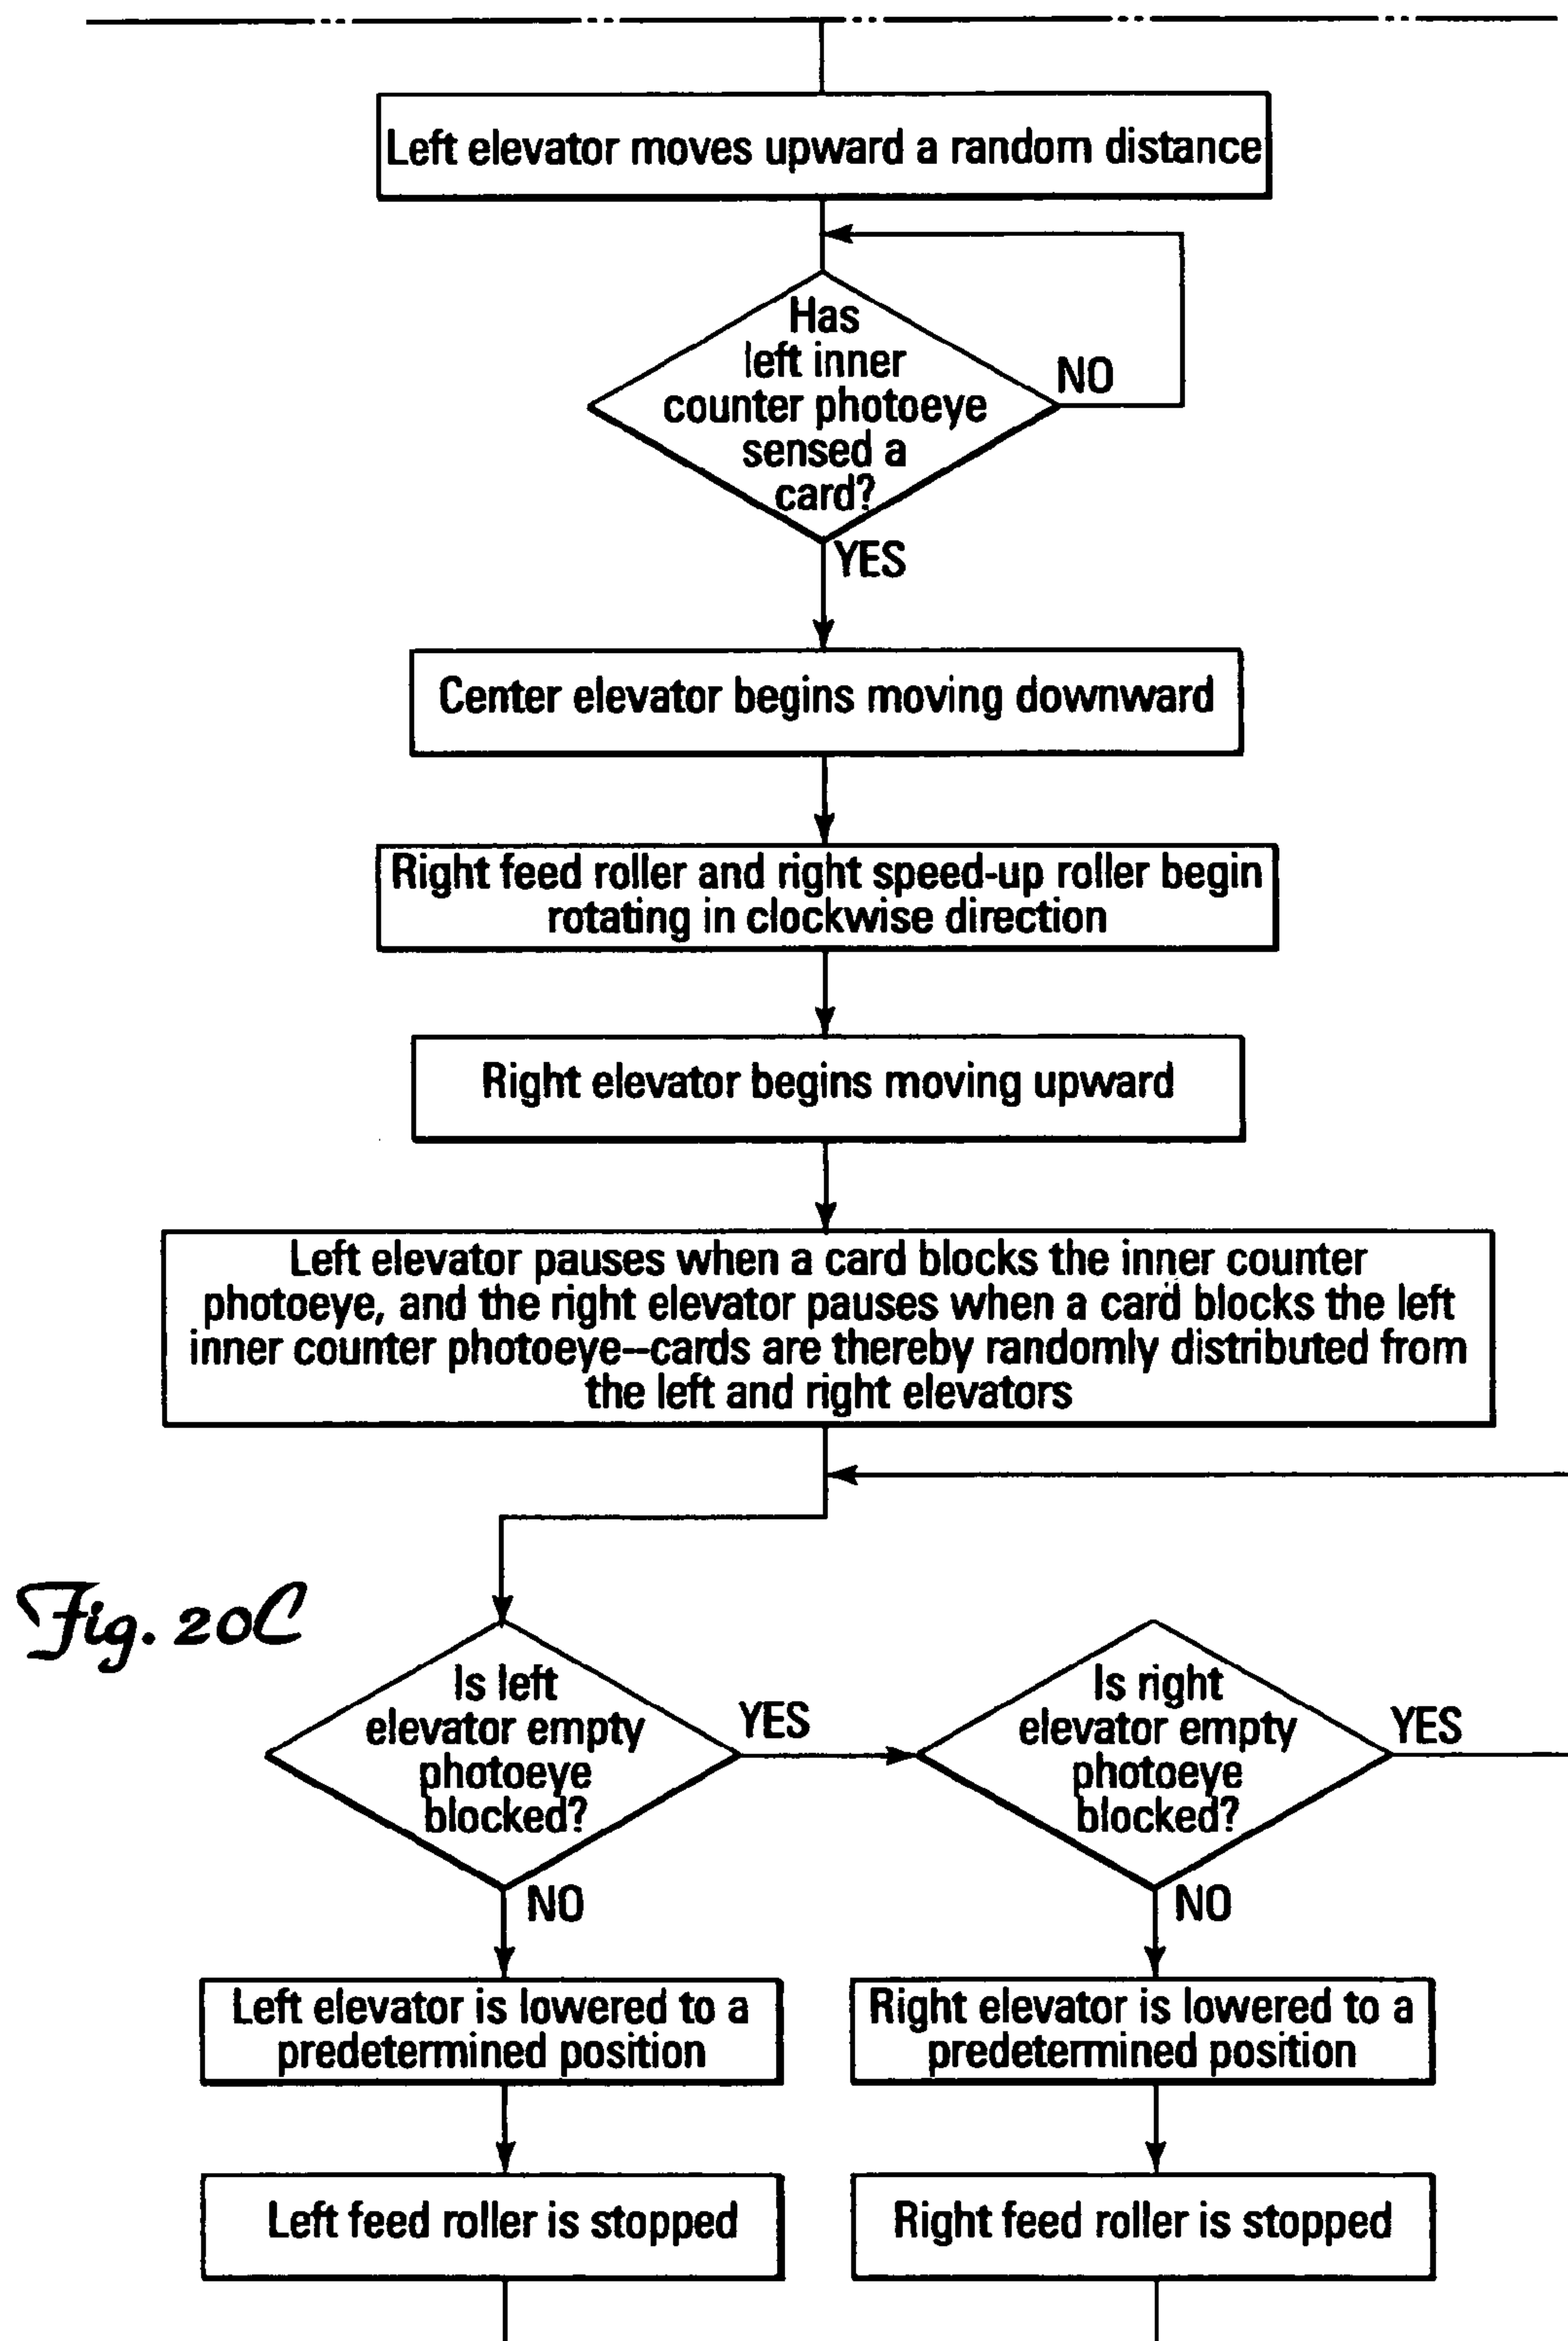 Left elevator moves upward a random distance
Has
left inner
counter photoeye
sensed a
card?
NO
YES
Center elevator begins moving downward
Right feed roller and right speed-up roller begin
rotating in clockwise direction
Right elevator begins moving upward
Left elevator pauses when a card blocks the inner counter
photoeye, and the right elevator pauses when a card blocks the left
inner counter photoeye--cards are thereby randomly distributed from
the left and right elevators
Fig. 20C
Is left
elevator empty
photoeye
blocked?
YES
NO
Is right
elevator empty
photoeye
blocked?
YES
NO
Left elevator is lowered to a
predetermined position
Right elevator is lowered to a
predetermined position
Left feed roller is stopped
Right feed roller is stopped